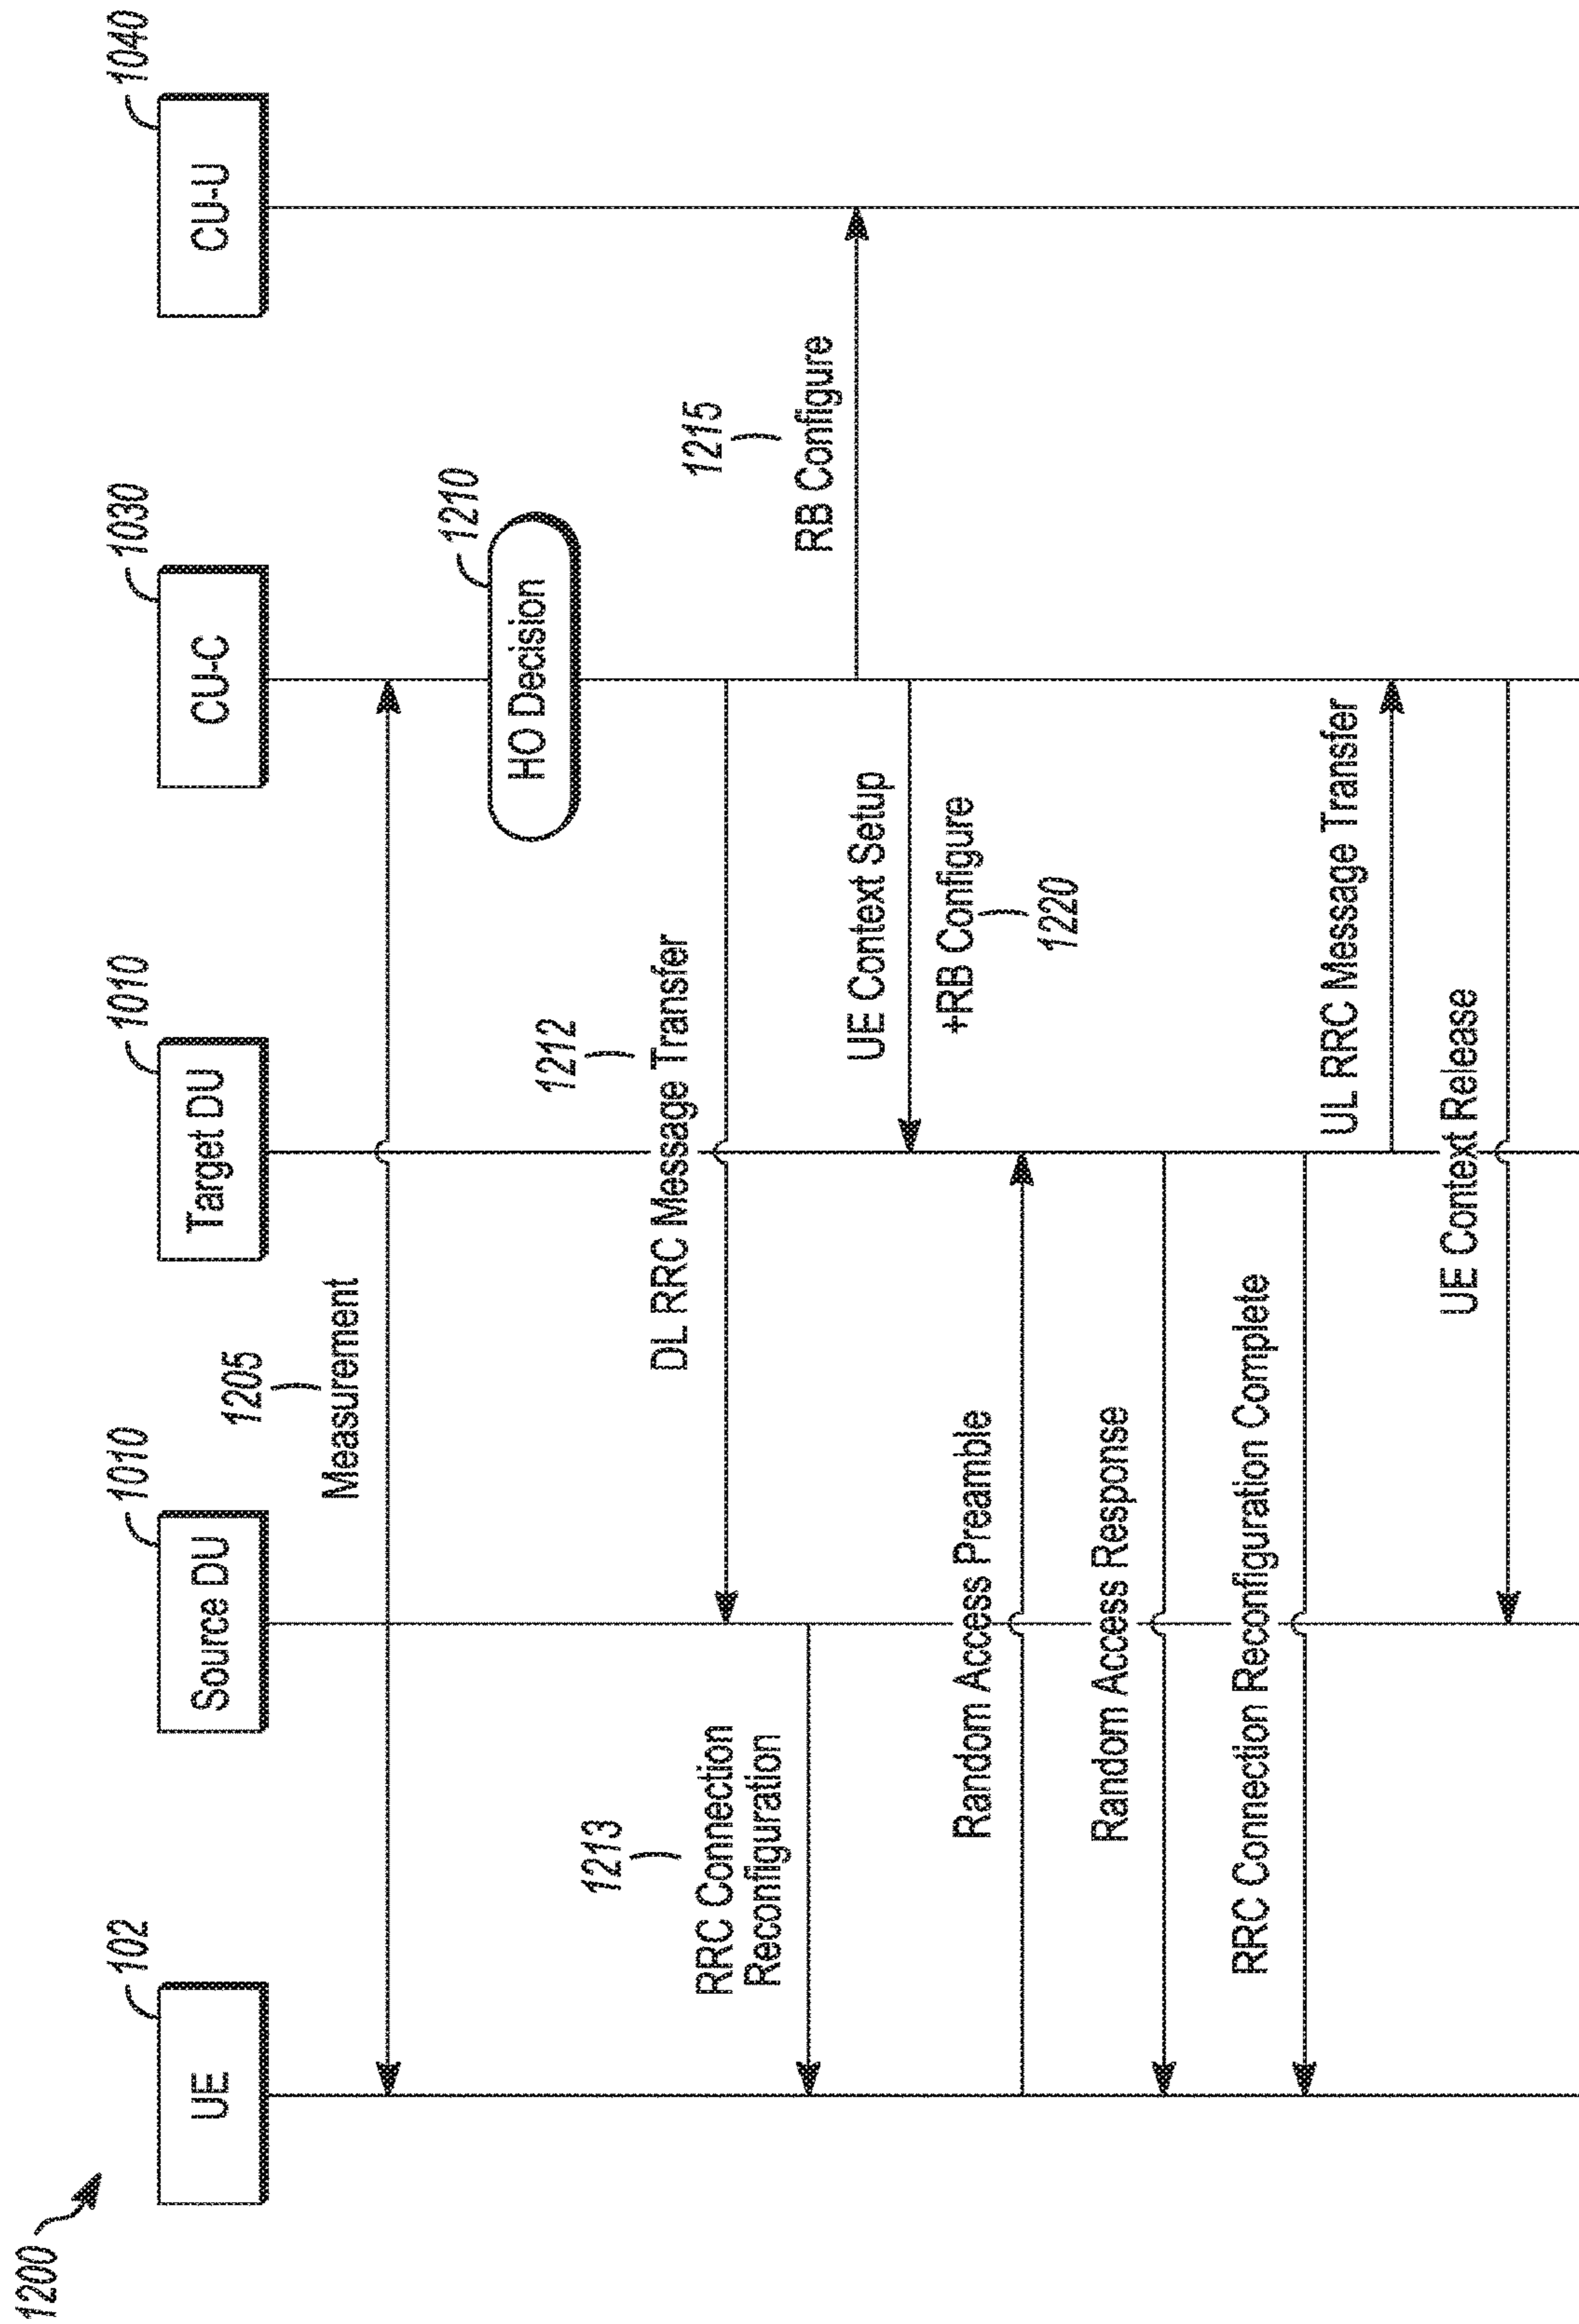 1200
102
1010
1010
1030
1040
UE
Source DU
Target DU
CU-C
CU-U
1205
Measurement
1210
HO Decision
1212
DL RRC Message Transfer
1213
RRC Connection
Reconfiguration
1215
RB Configure
UE Context Setup
+RB Configure
1220
Random Access Preamble
Random Access Response
RRC Connection Reconfiguration Complete
UL RRC Message Transfer
UE Context Release